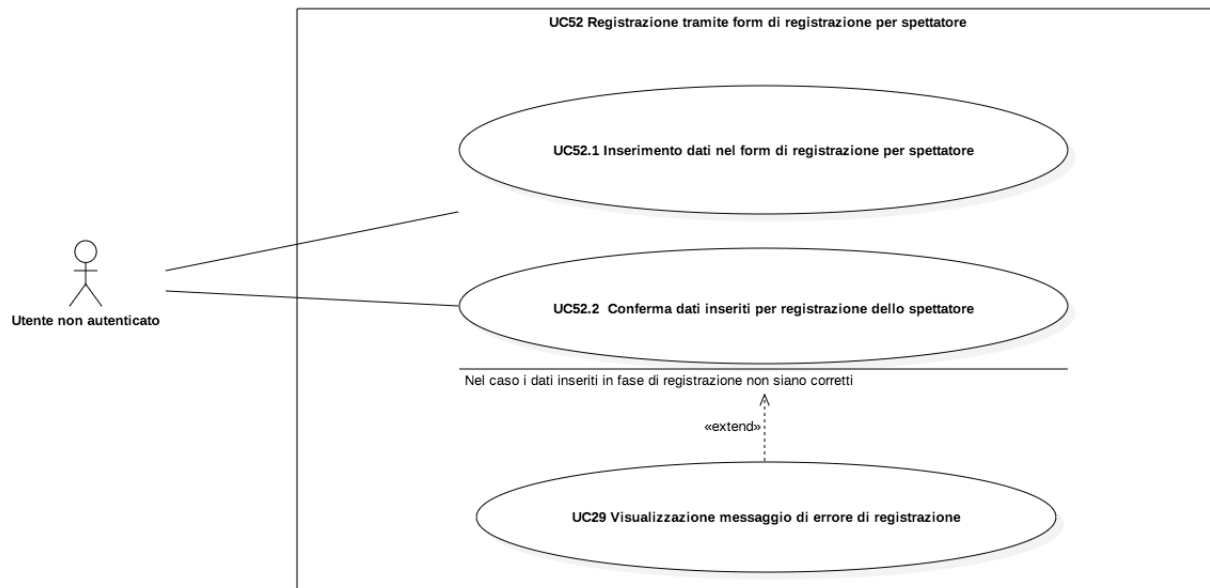 UC52 Registrazione tramite form di registrazione per spettatore
UC52.1 Inserimento dati nel form di registrazione per spettatore
Utente non autenticato
UC52.2 Conferma dati inseriti per registrazione dello spettatore
Nel caso i dati inseriti in fase di registrazione non siano corretti
«extend»
UC29 Visualizzazione messaggio di errore di registrazione